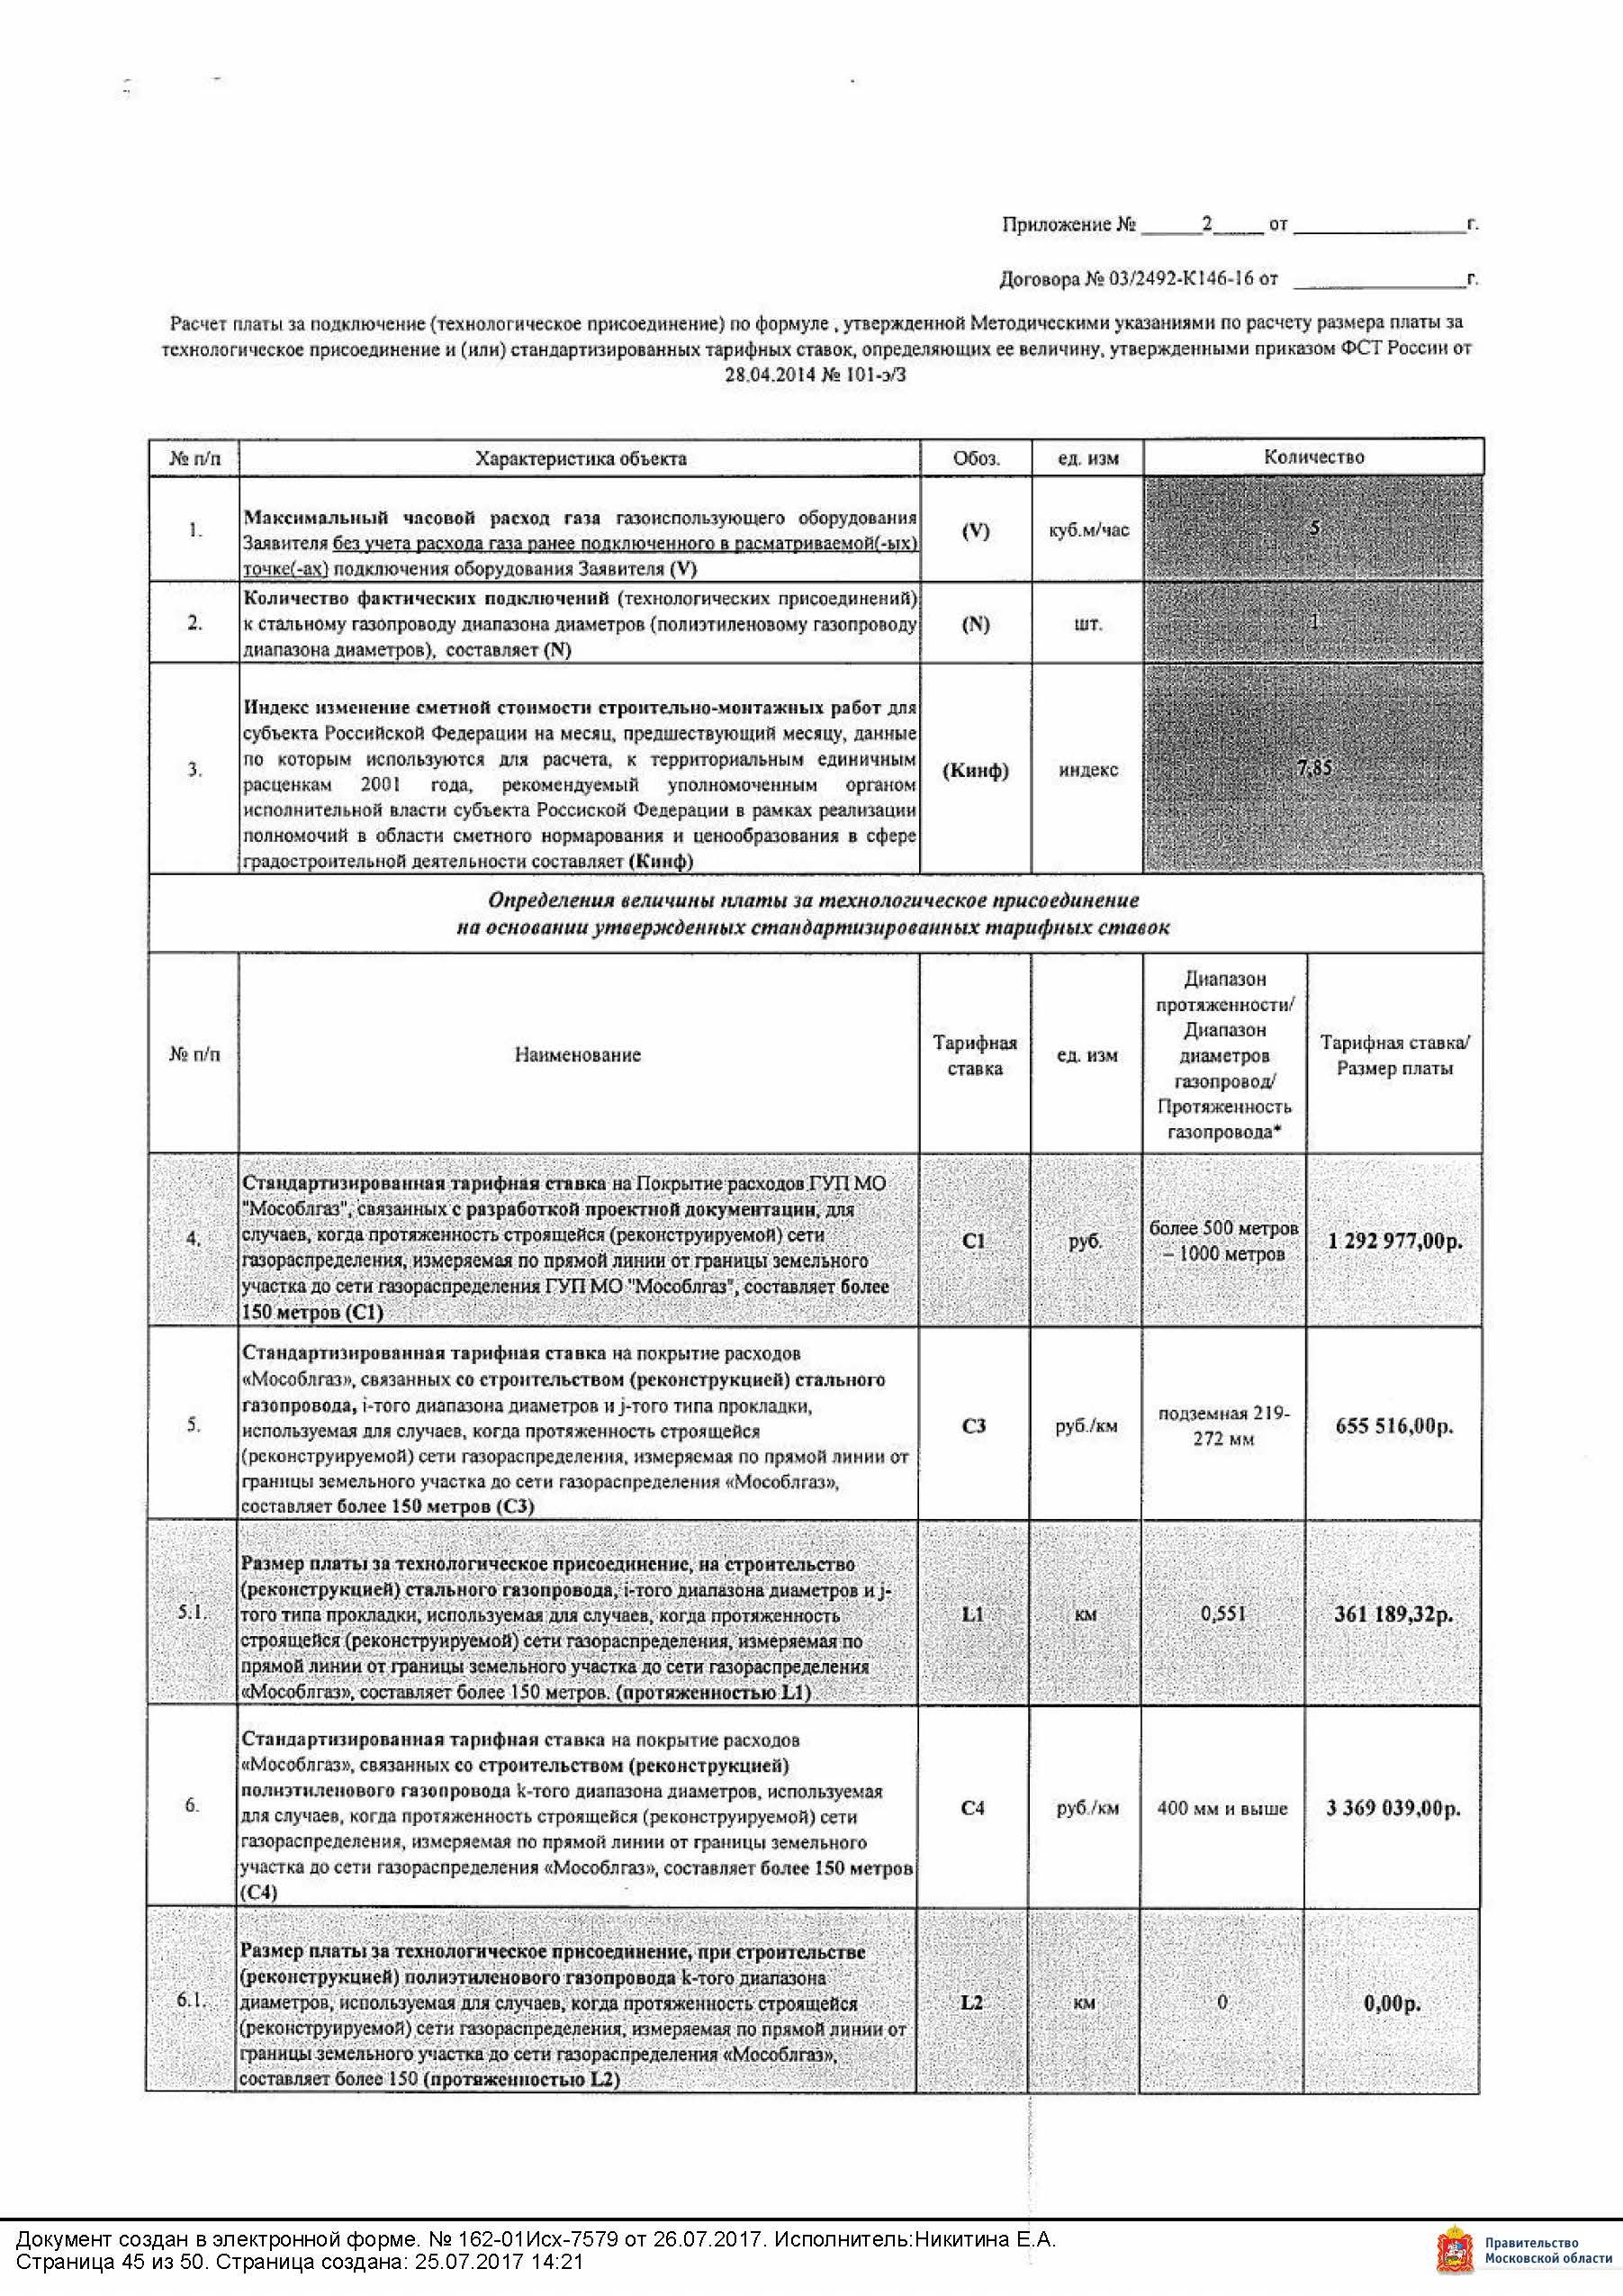 Приложение № ______2_____ от _________________г.
Договора № 03/2492-К146-16 от _________________г.
Расчет платы за подключение (технологическое присоединение) по формуле , утвержденной Методическими указаниями по расчету размера платы за
технологическое присоединение и (или) стандартизированных тарифных ставок, определяющих ее величину, утвержденными приказом ФСТ России от
28.04.2014 № 101-э/3
№ п/п
Характеристика объекта
Обоз.
ед. изм
Количество
1.
Максимальный часовой расход газа газоиспользующего оборудования
Заявителя без учета расхода газа ранее подключенного в расматриваемой(-ых)
точке(-ах) подключения оборудования Заявителя (V)
(V)
куб.м/час
5
2.
Количество фактических подключений (технологических присоединений)
к стальному газопроводу диапазона диаметров (полиэтиленовому газопроводу
диапазона диаметров), составляет (N)
(N)
шт.
1
3.
Индекс изменение сметной стоимости строительно-монтажных работ для
субъекта Российской Федерации на месяц, предшествующий месяцу, данные
по которым используются для расчета, к территориальным единичным
расценкам 2001 года, рекомендуемый уполномоченным органом
исполнительной власти субъекта Россиской Федерации в рамках реализации
полномочий в области сметного нормарования и ценообразования в сфере
градостроительной деятельности составляет (Кинф)
(Кинф)
индекс
7,85
Определения величины платы за технологическое присоединение
на основании утвержденных стандартизированных тарифных ставок
№ п/п
Наименование
Тарифная
ставка
ед. изм
Диапазон
протяженности/
Диапазон
диаметров
газопровод/
Протяженность
газопровода*
Тарифная ставка/
Размер платы
4.
Стандартизированная тарифная ставка на Покрытие расходов ГУП МО
"Мособлгаз", связанных с разработкой проектной документации, для
случаев, когда протяженность строящейся (реконструируемой) сети
газораспределения, измеряемая по прямой линии от границы земельного
участка до сети газораспределения ГУП МО "Мособлгаз", составляет более
150 метров (С1)
С1
руб.
более 500 метров
– 1000 метров
1 292 977,00р.
5.
Стандартизированная тарифная ставка на покрытие расходов
«Мособлгаз», связанных со строительством (реконструкцией) стального
газопровода, i-того диапазона диаметров и j-того типа прокладки,
используемая для случаев, когда протяженность строящейся
(реконструируемой) сети газораспределения, измеряемая по прямой линии от
границы земельного участка до сети газораспределения «Мособлгаз»,
составляет более 150 метров (С3)
С3
руб./км
подземная 219-
272 мм
655 516,00р.
5.1.
Размер платы за технологическое присоединение, на строительство
(реконструкцией) стального газопровода, i-того диапазона диаметров и j-
того типа прокладки, используемая для случаев, когда протяженность
строящейся (реконструируемой) сети газораспределения, измеряемая по
прямой линии от границы земельного участка до сети газораспределения
«Мособлгаз», составляет более 150 метров. (протяженностью L1)
L1
км
0,551
361 189,32р.
6.
Стандартизированная тарифная ставка на покрытие расходов
«Мособлгаз», связанных со строительством (реконструкцией)
полиэтиленового газопровода k-того диапазона диаметров, используемая
для случаев, когда протяженность строящейся (реконструируемой) сети
газораспределения, измеряемая по прямой линии от границы земельного
участка до сети газораспределения «Мособлгаз», составляет более 150 метров
(С4)
С4
руб./км
400 мм и выше
3 369 039,00р.
6.1.
Размер платы за технологическое присоединение, при строительстве
(реконструкцией) полиэтиленового газопровода k-того диапазона
диаметров, используемая для случаев, когда протяженность строящейся
(реконструируемой) сети газораспределения, измеряемая по прямой линии от
границы земельного участка до сети газораспределения «Мособлгаз»,
составляет более 150 (протяженностью L2)
L2
км
0
0,00р.
Документ создан в электронной форме. № 162-01Исх-7579 от 26.07.2017. Исполнитель:Никитина Е.А.
Страница 45 из 50. Страница создана: 25.07.2017 14:21
Правительство
Московской области